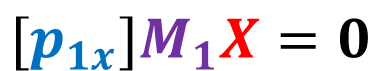 [p₁ₓ]M₁X = 0